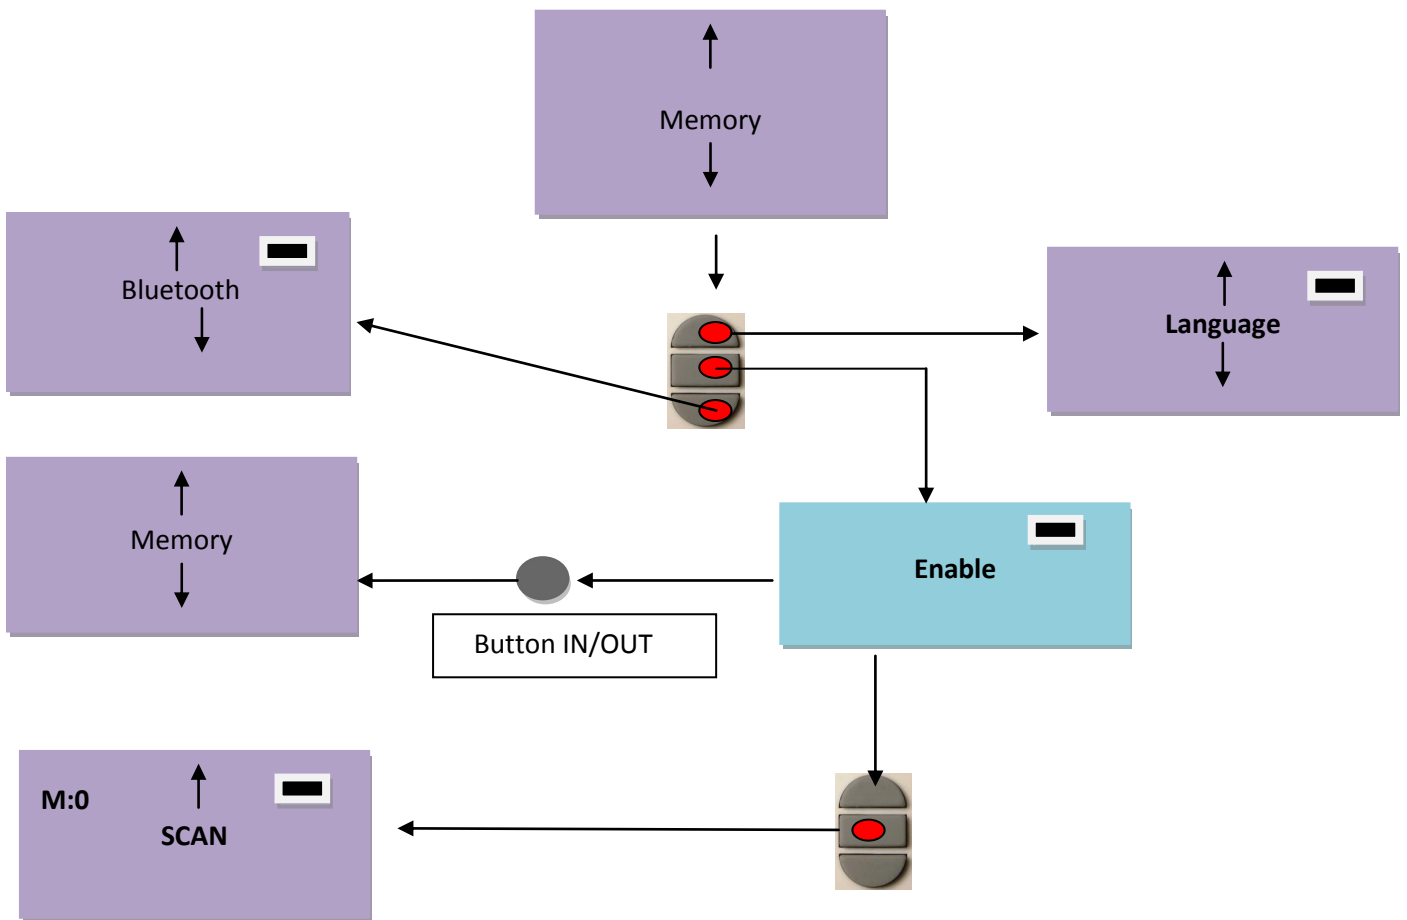 Memory
Bluetooth
Language
Memory
Enable
Button IN/OUT
M:0
SCAN